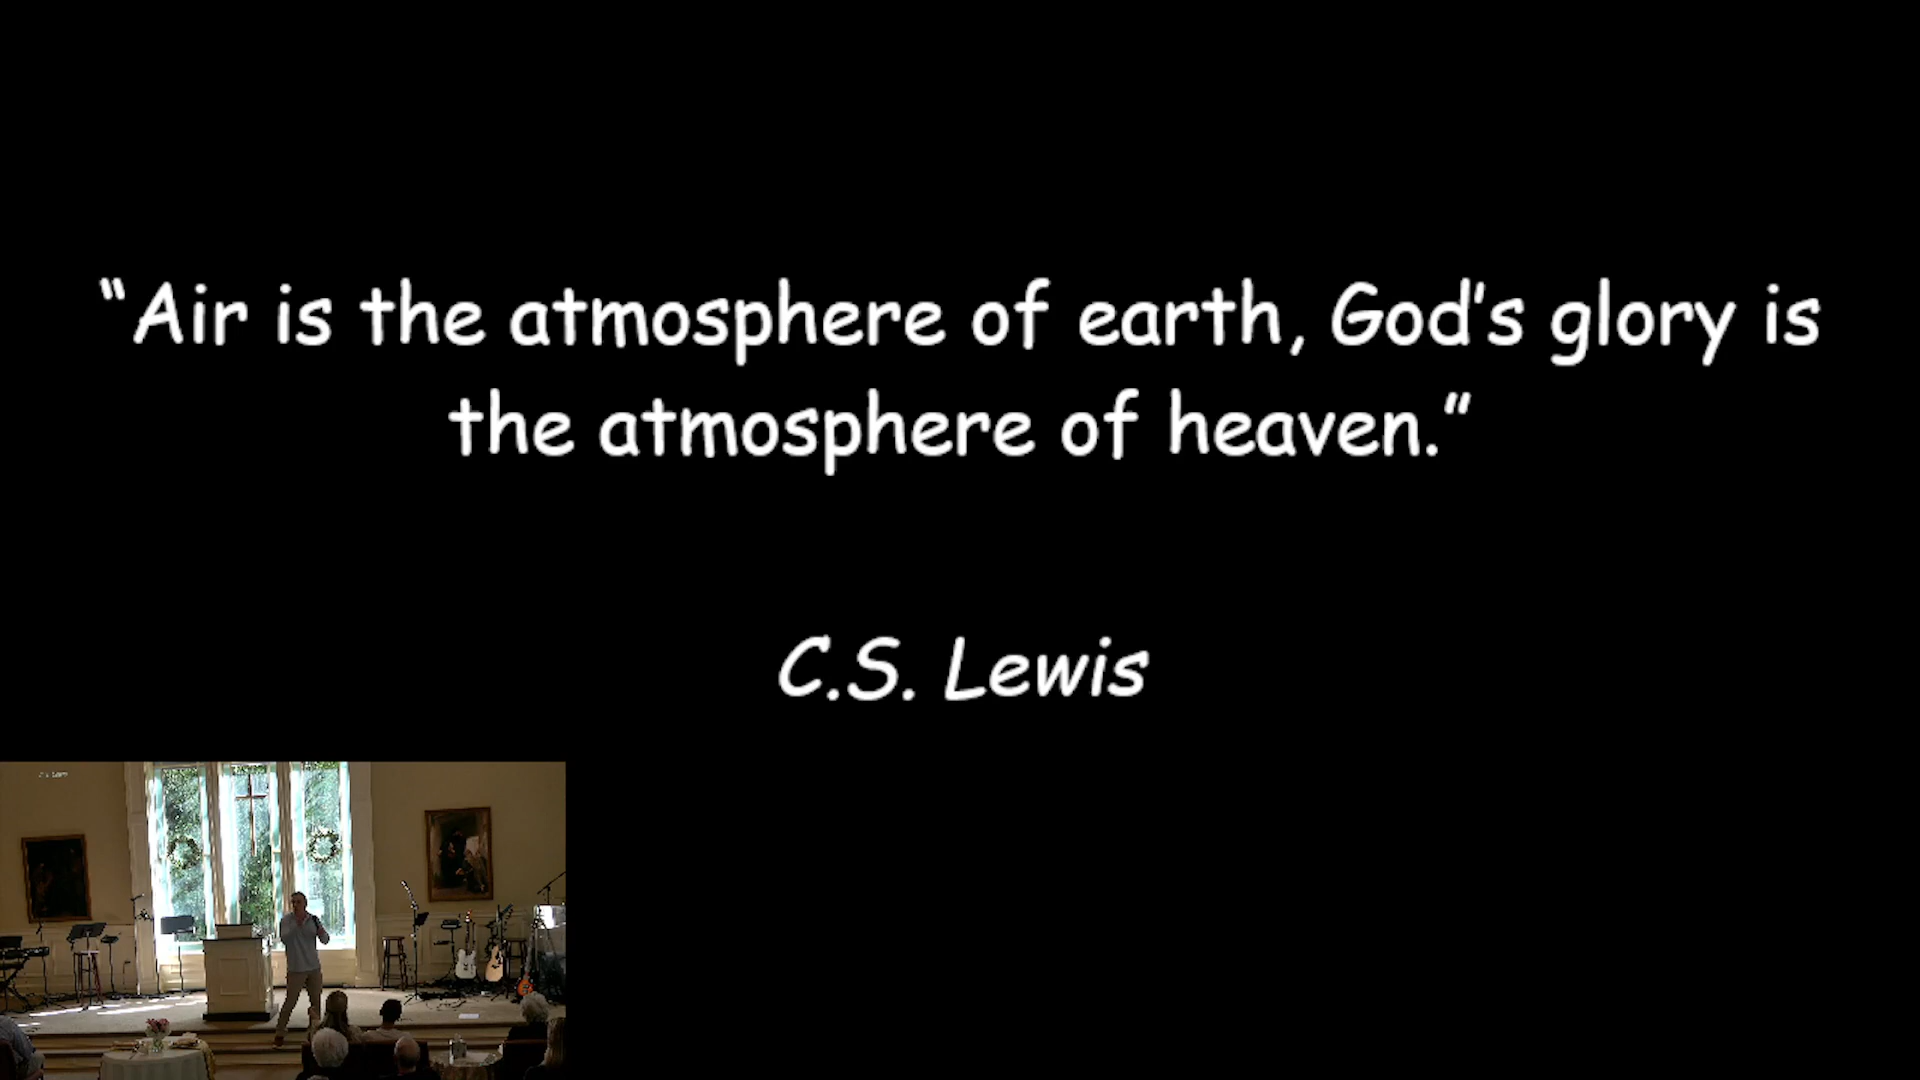 “Air is the atmosphere of earth, God’s glory is
the atmosphere of heaven.”
C.S. Lewis